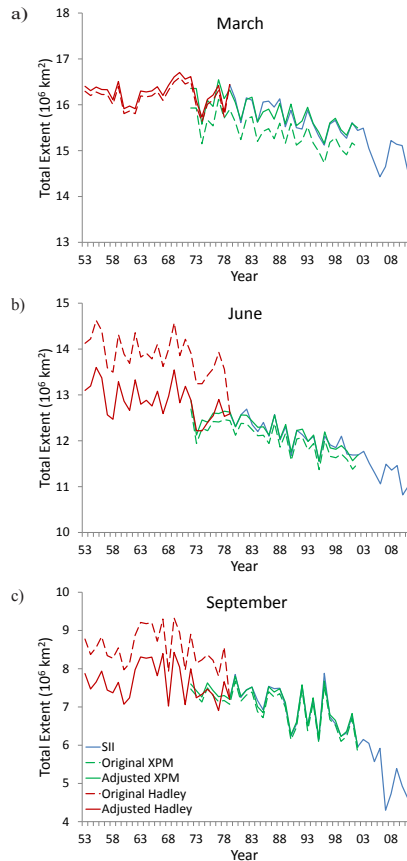 a)
March
Total Extent (10⁶ km²)
18
17
16
15
14
13
53 58 63 68 73 78 83 88 93 98 03 08
Year
b)
June
Total Extent (10⁶ km²)
15
14
13
12
11
10
53 58 63 68 73 78 83 88 93 98 03 08
Year
c)
September
Total Extent (10⁶ km²)
10
9
8
7
6
5
4
SII
Original XPM
Adjusted XPM
Original Hadley
Adjusted Hadley
53 58 63 68 73 78 83 88 93 98 03 08
Year